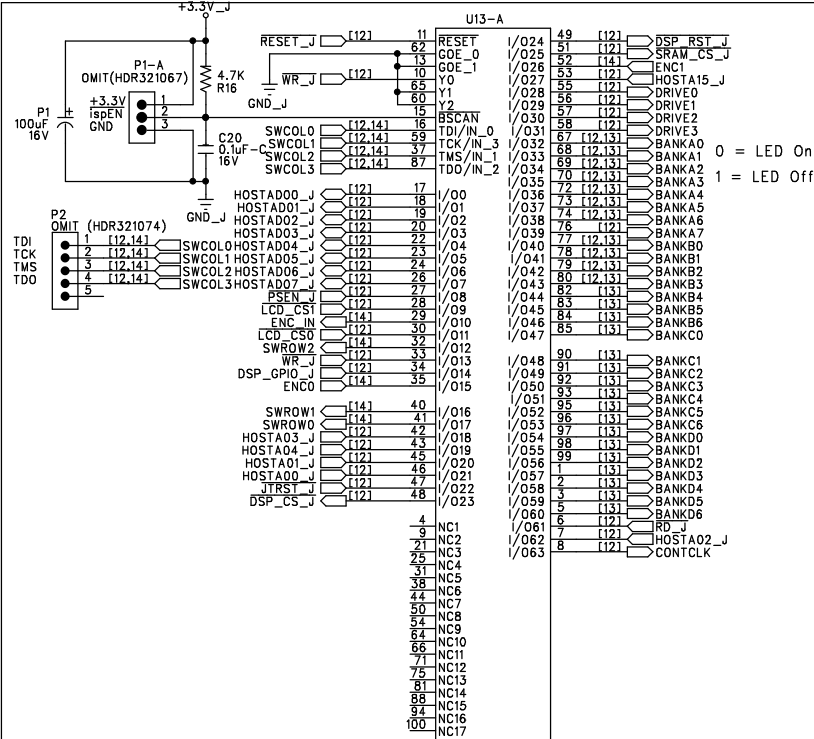 +3.3V_J
U13-A
P1-A
OMIT(HDR321067)
+3.3V 1
ispEN 2
GND 3
P1
100uF
16V
4.7K
R16
C20
0.1uF-C
16V
GND_J
GND_J
P2
OMIT (HDR321074)
TDI 1 [12,14] SWCOL0
TCK 2 [12,14] SWCOL1
TMS 3 [12,14] SWCOL2
TDO 4 [12,14] SWCOL3
5
RESET_J [12] 11 RESET
62 GOE_0
13 GOE_1
WR_J [12] 10 Y0
65 Y1
60 Y2
15 BSCAN
SWCOL0 [12,14] 16 TDI/IN_0
SWCOL1 [12,14] 59 TCK/IN_3
SWCOL2 [12,14] 37 TMS/IN_1
SWCOL3 [12,14] 87 TDO/IN_2
HOSTAD00_J [12] 17 I/O0
HOSTAD01_J [12] 18 I/O1
HOSTAD02_J [12] 19 I/O2
HOSTAD03_J [12] 20 I/O3
HOSTAD04_J [12] 22 I/O4
HOSTAD05_J [12] 23 I/O5
HOSTAD06_J [12] 24 I/O6
HOSTAD07_J [12] 26 I/O7
PSEN_J [12] 27 I/O8
LCD_CS1 [12] 28 I/O9
ENC_IN [14] 29 I/O10
LCD_CS0 [12] 30 I/O11
SWROW2 [14] 32 I/O12
WR_J [12] 33 I/O13
DSP_GPIO_J [12] 34 I/O14
ENC0 [14] 35 I/O15
SWROW1 [14] 40 I/O16
SWROW0 [14] 41 I/O17
HOSTA03_J [12] 42 I/O18
HOSTA04_J [12] 43 I/O19
HOSTA01_J [12] 45 I/O20
HOSTA00_J [12] 46 I/O21
JTRST_J [12] 47 I/O22
DSP_CS_J [12] 48 I/O23
4 NC1
9 NC2
21 NC3
25 NC4
31 NC5
38 NC6
44 NC7
50 NC8
54 NC9
64 NC10
66 NC11
71 NC12
75 NC13
81 NC14
88 NC15
94 NC16
100 NC17
I/O24 49 [12] DSP_RST_J
I/O25 51 [12] SRAM_CS_J
I/O26 52 [14] ENC1
I/O27 53 [12] HOSTA15_J
I/O28 55 [12] DRIVE0
I/O29 56 [12] DRIVE1
I/O30 57 [12] DRIVE2
I/O31 58 [12] DRIVE3
I/O32 67 [12,13] BANKA0
I/O33 68 [12,13] BANKA1
I/O34 69 [12,13] BANKA2
I/O35 70 [12,13] BANKA3
I/O36 72 [12,13] BANKA4
I/O37 73 [12,13] BANKA5
I/O38 74 [12,13] BANKA6
I/O39 76 [12] BANKA7
I/O40 77 [12,13] BANKB0
I/O41 78 [12,13] BANKB1
I/O42 79 [12,13] BANKB2
I/O43 80 [12,13] BANKB3
I/O44 82 [13] BANKB4
I/O45 83 [13] BANKB5
I/O46 84 [13] BANKB6
I/O47 85 [13] BANKC0
I/O48 90 [13] BANKC1
I/O49 91 [13] BANKC2
I/O50 92 [13] BANKC3
I/O51 93 [13] BANKC4
I/O52 95 [13] BANKC5
I/O53 96 [13] BANKC6
I/O54 97 [13] BANKD0
I/O55 98 [13] BANKD1
I/O56 99 [13] BANKD2
I/O57 1 [13] BANKD3
I/O58 2 [13] BANKD4
I/O59 3 [13] BANKD5
I/O60 5 [13] BANKD6
I/O61 6 [12] RD_J
I/O62 7 [12] HOSTA02_J
I/O63 8 [12] CONTCLK
0 = LED On
1 = LED Off